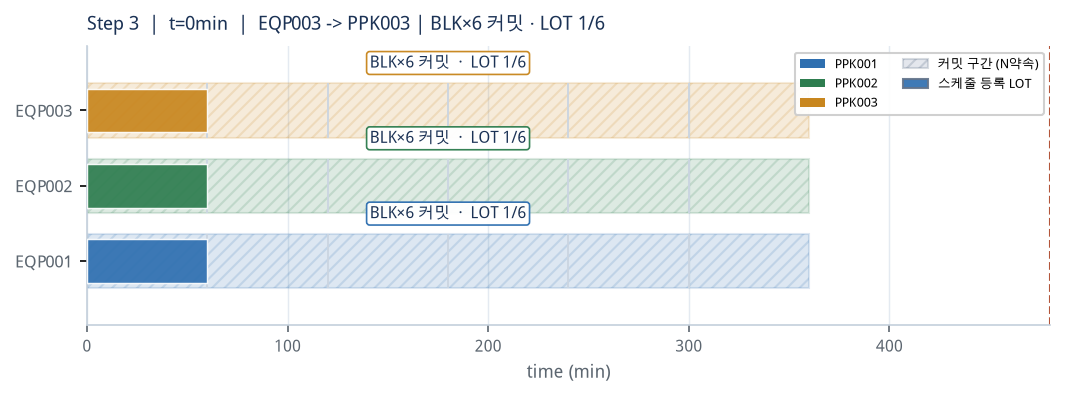 Step 3 | t=0min | EQP003 -> PPK003 | BLK×6 커밋 · LOT 1/6
BLK×6 커밋 · LOT 1/6
PPK001
PPK002
PPK003
커밋 구간 (N약속)
스케줄 등록 LOT
EQP003
BLK×6 커밋 · LOT 1/6
EQP002
BLK×6 커밋 · LOT 1/6
EQP001
0 100 200 300 400
time (min)